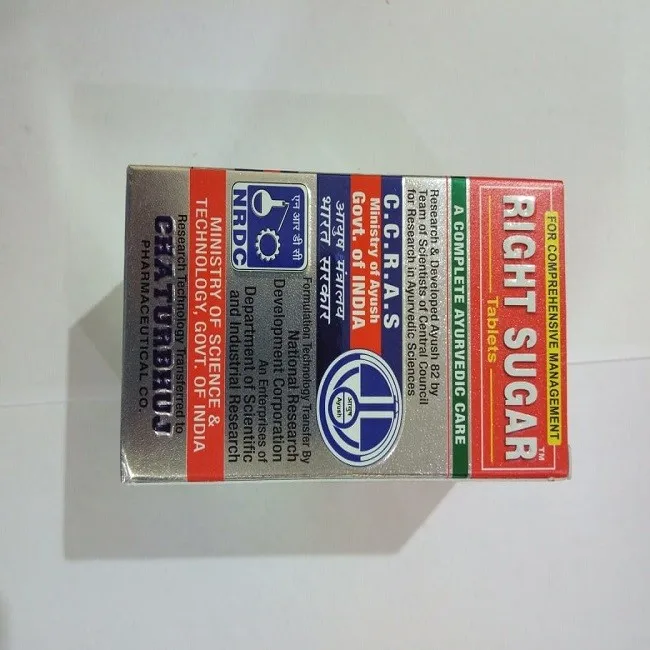 FOR COMPREHENSIVE MANAGEMENT
RIGHT SUGAR™
Tablets
A COMPLETE AYURVEDIC CARE
Research & Developed Ayush 82 by
Team of Scientists of Central Council
for Research in Ayurvedic Sciences
C.C.R.A.S
Ministry of Ayush
Govt. of INDIA
आयुष मंत्रालय
भारत सरकार
आयुष
Ayush
एन आर डी सी
NRDC
Formulation Technology Transfer By
National Research
Development Corporation
An Enterprises of
Department of Scientific
and Industrial Research
MINISTRY OF SCIENCE &
TECHNOLOGY, GOVT. OF INDIA
Research Technology Transferred to
CHATURBHUJ
PHARMACEUTICAL CO.